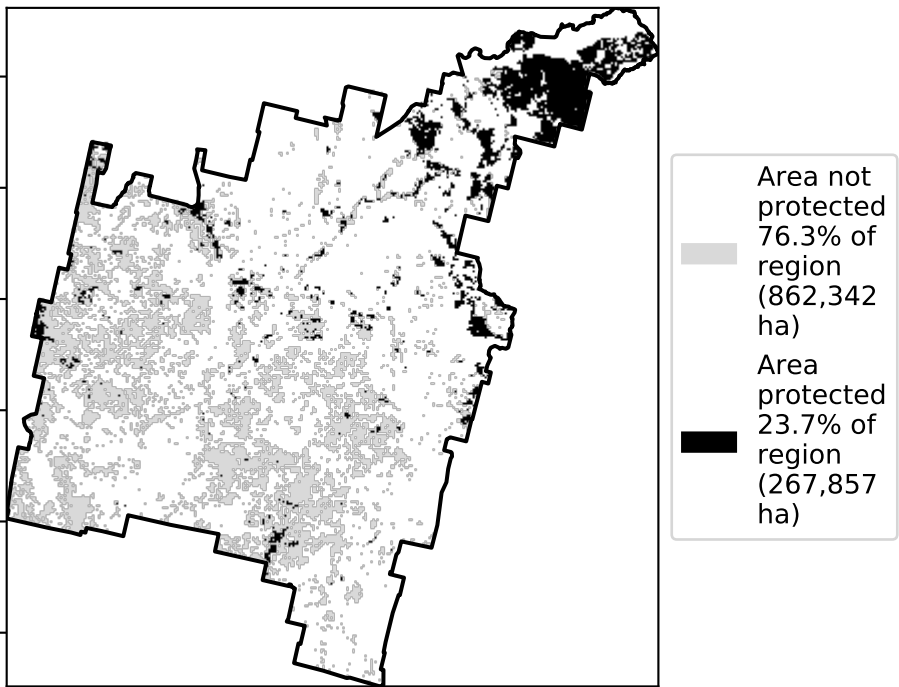 Area not
protected
76.3% of
region
(862,342
ha)
Area
protected
23.7% of
region
(267,857
ha)